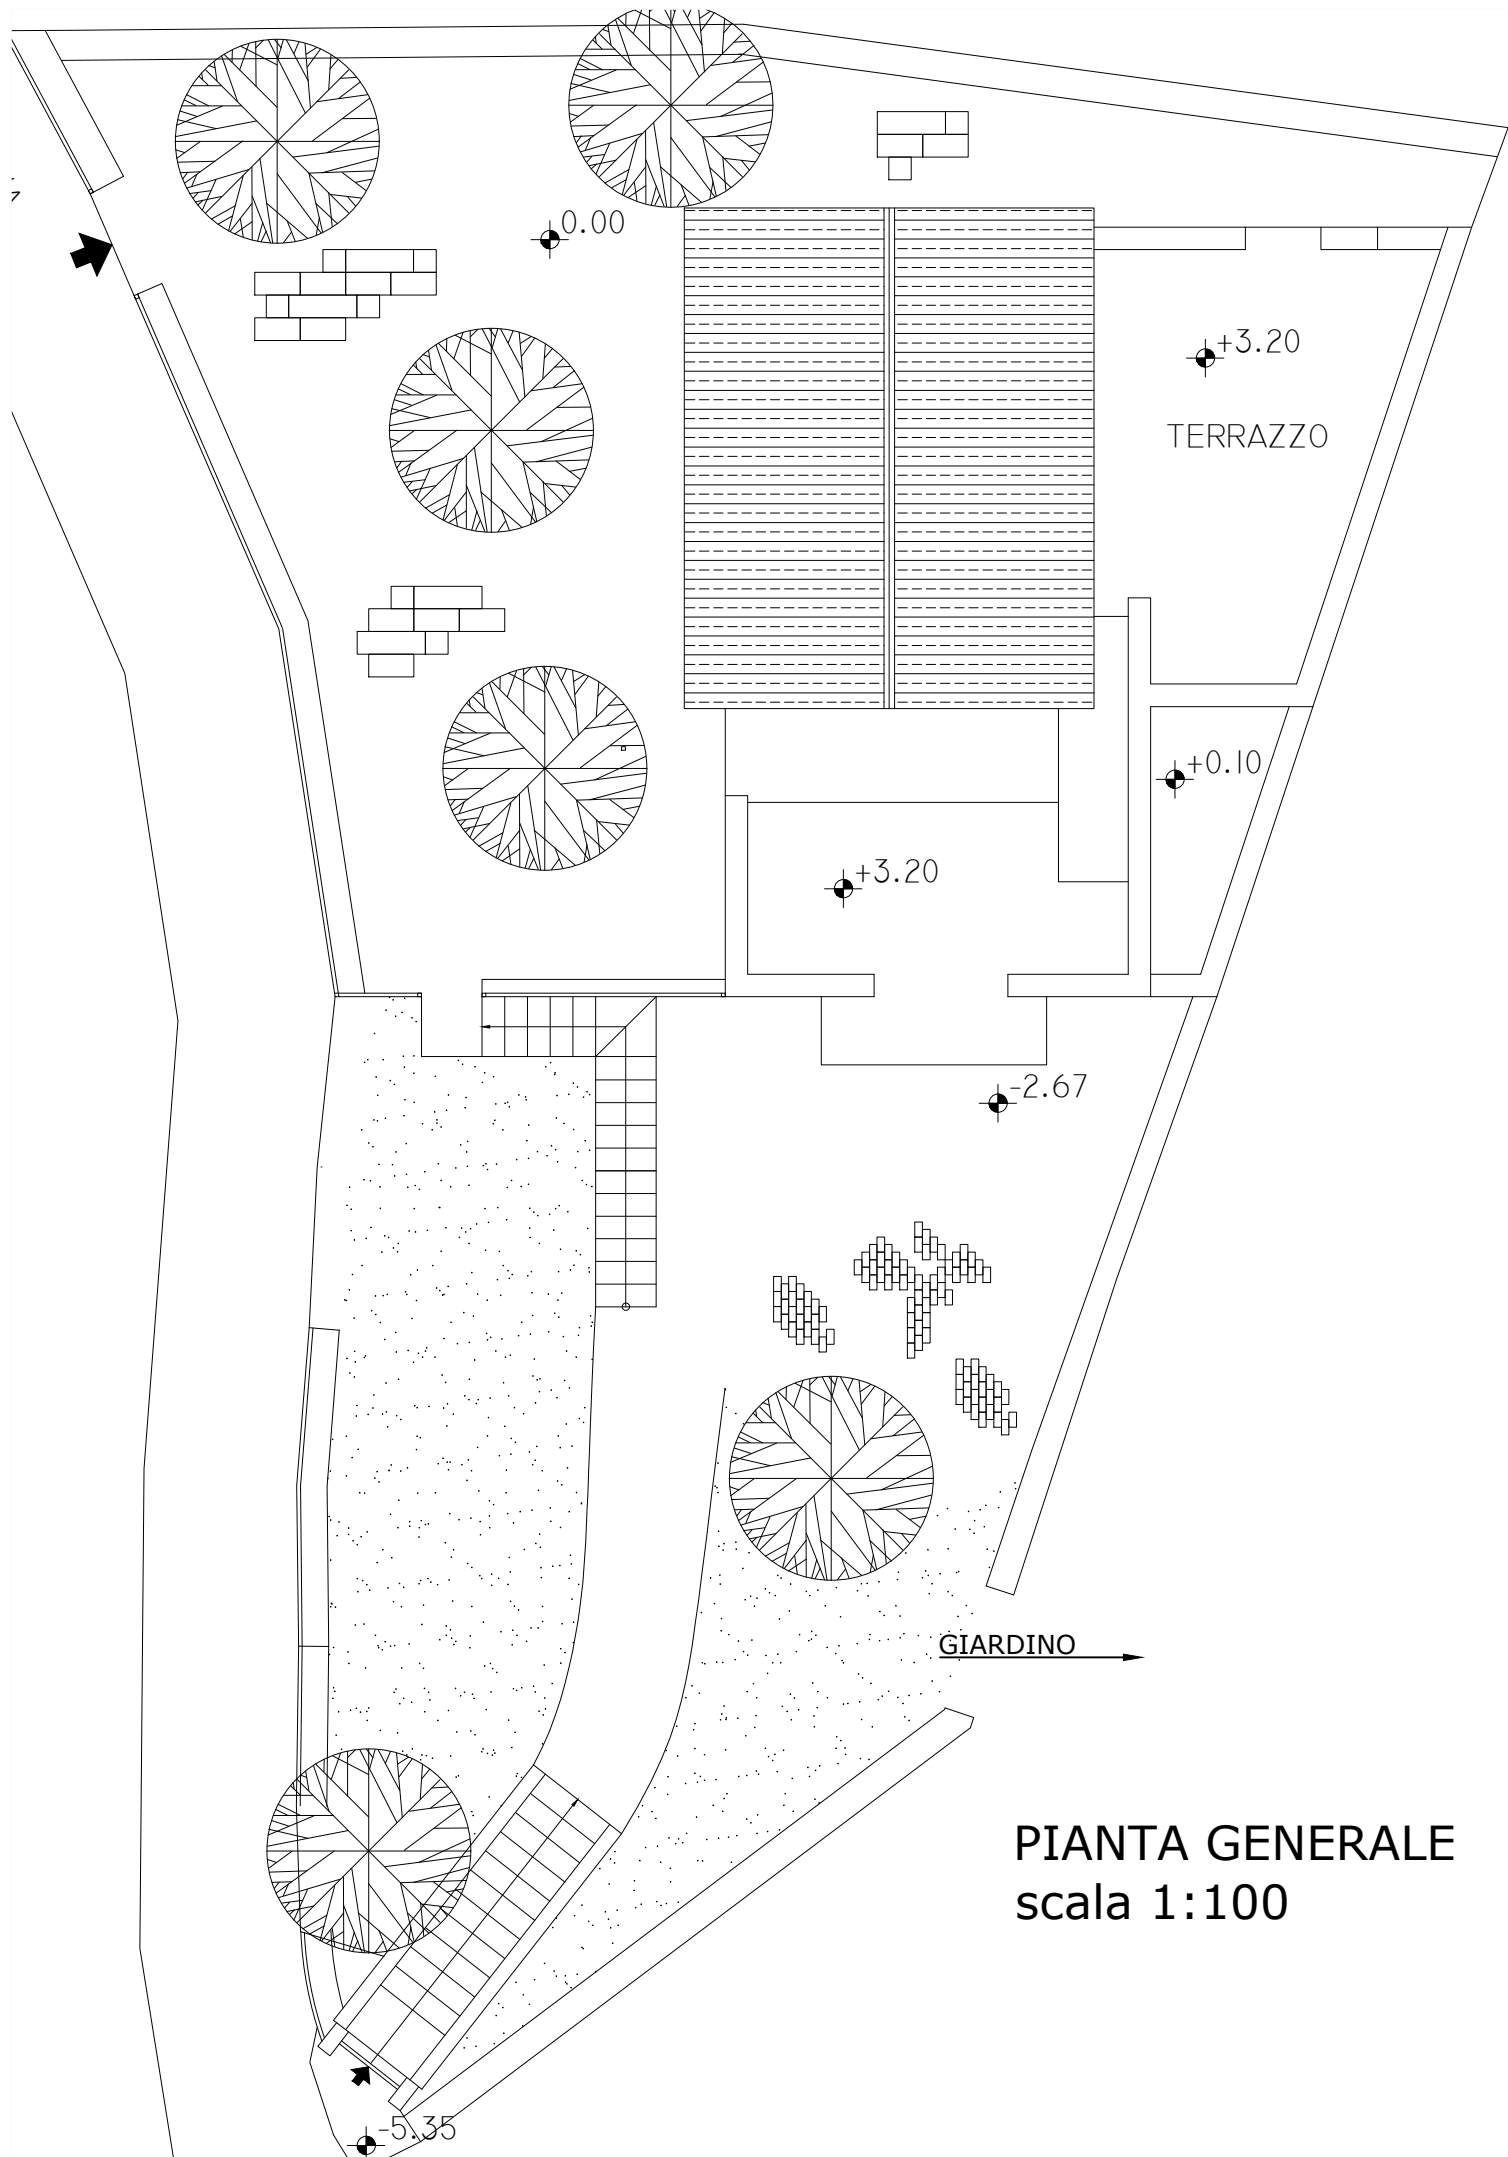 0.00
+3.20
TERRAZZO
+0.10
+3.20
-2.67
GIARDINO
PIANTA GENERALE
scala 1:100
-5.35